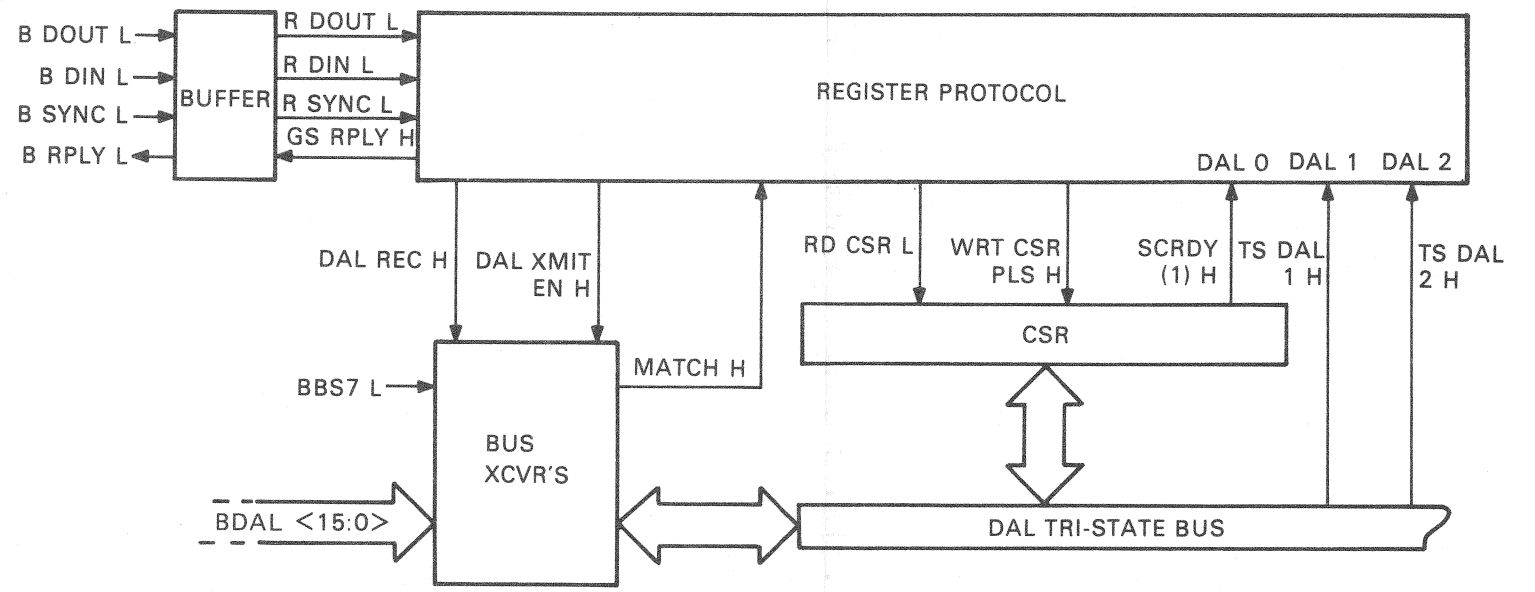 B DOUT L
B DIN L
B SYNC L
B RPLY L
BUFFER
R DOUT L
R DIN L
R SYNC L
GS RPLY H
REGISTER PROTOCOL
DAL 0 DAL 1 DAL 2
DAL REC H
DAL XMIT
EN H
RD CSR L
WRT CSR
PLS H
SCRDY
(1) H
TS DAL
1 H
TS DAL
2 H
CSR
MATCH H
BBS7 L
BUS
XCVR'S
BDAL <15:0>
DAL TRI-STATE BUS